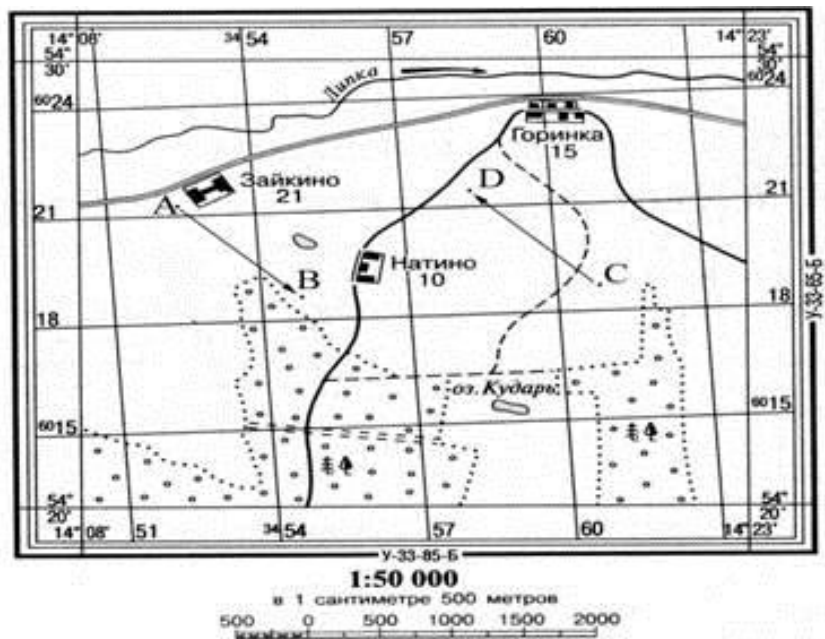 14° 08' 34 54 57 60 14° 23'
54° 30' 54° 30'
Липка
60 24 60 24
Горинка
15
D
Зайкино
21
A
21 21
B
Натино
10
C
18 18
У-33-85-Б
оз. Кударь
60 15 60 15
54° 20' 54° 20'
14° 08' 51 34 54 57 60 14° 23'
У-33-85-Б
1:50 000
в 1 сантиметре 500 метров
500 0 500 1000 1500 2000